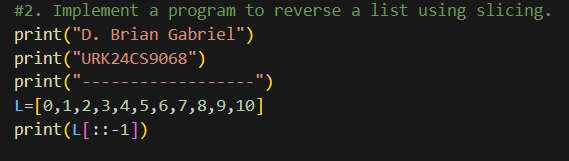 #2. Implement a program to reverse a list using slicing.
print("D. Brian Gabriel")
print("URK24CS9068")
print("------------------")
L=[0,1,2,3,4,5,6,7,8,9,10]
print(L[::-1])